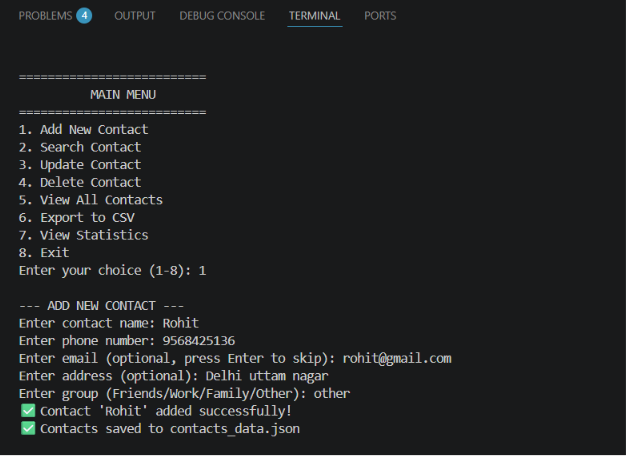 PROBLEMS 4 OUTPUT DEBUG CONSOLE TERMINAL PORTS
==========================
MAIN MENU
==========================
1. Add New Contact
2. Search Contact
3. Update Contact
4. Delete Contact
5. View All Contacts
6. Export to CSV
7. View Statistics
8. Exit
Enter your choice (1-8): 1
--- ADD NEW CONTACT ---
Enter contact name: Rohit
Enter phone number: 9568425136
Enter email (optional, press Enter to skip): rohit@gmail.com
Enter address (optional): Delhi uttam nagar
Enter group (Friends/Work/Family/Other): other
✅ Contact 'Rohit' added successfully!
✅ Contacts saved to contacts_data.json